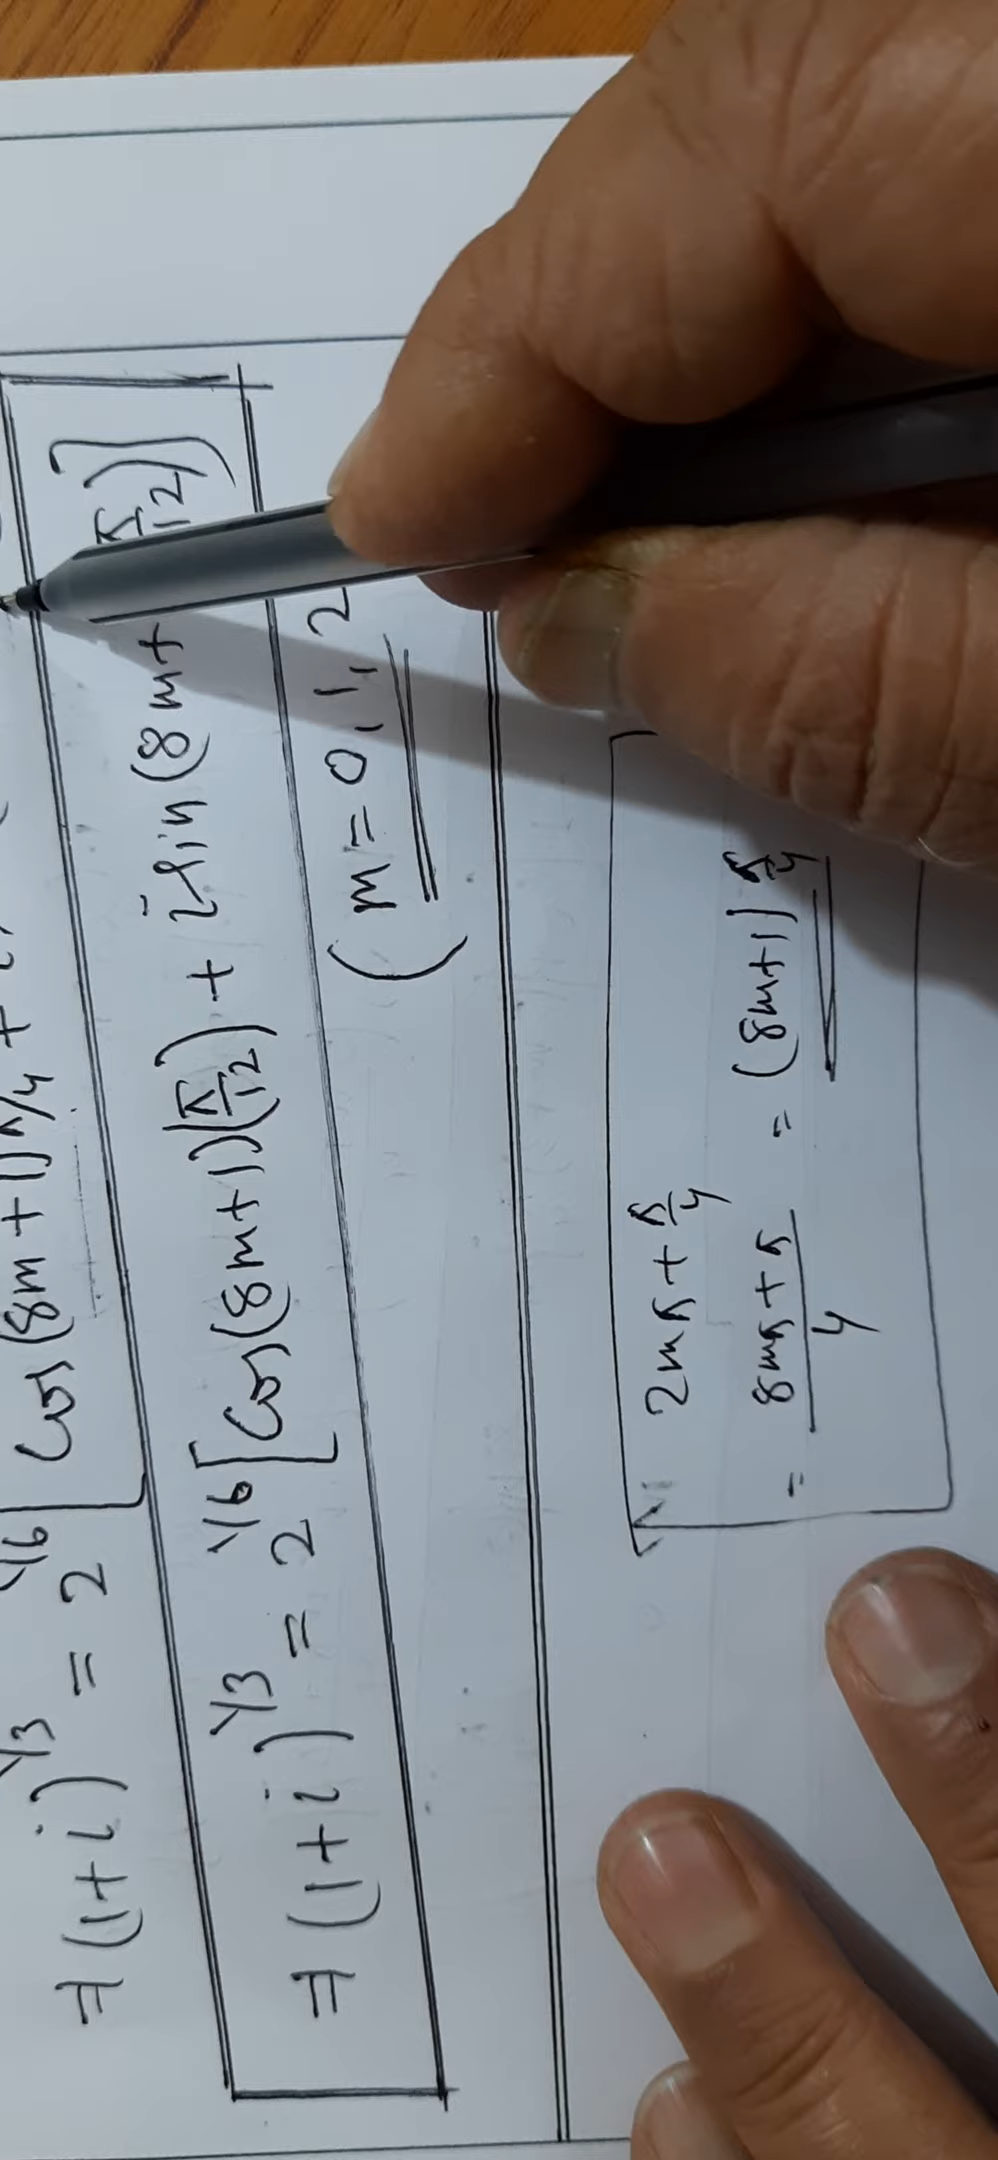 ⇒ (1+i)^1/3 = 2^1/6 [cos(8m+1)π/4 +
⇒ (1+i)^1/3 = 2^1/6 [cos(8m+1)(π/12) + i sin(8m+ π/12)]
(m = 0, 1, 2
2mπ + π/4
= 8mπ+π/4 = (8m+1)π/4